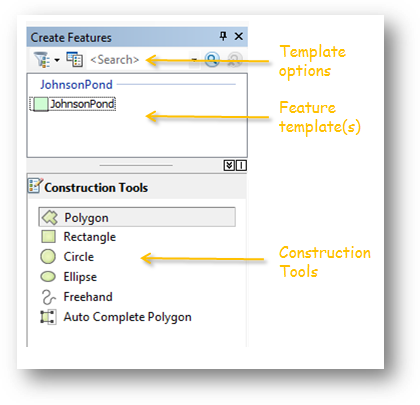 Create Features
<Search>
Template
options
JohnsonPond
JohnsonPond
Feature
template(s)
Construction Tools
Polygon
Rectangle
Circle
Ellipse
Freehand
Auto Complete Polygon
Construction
Tools